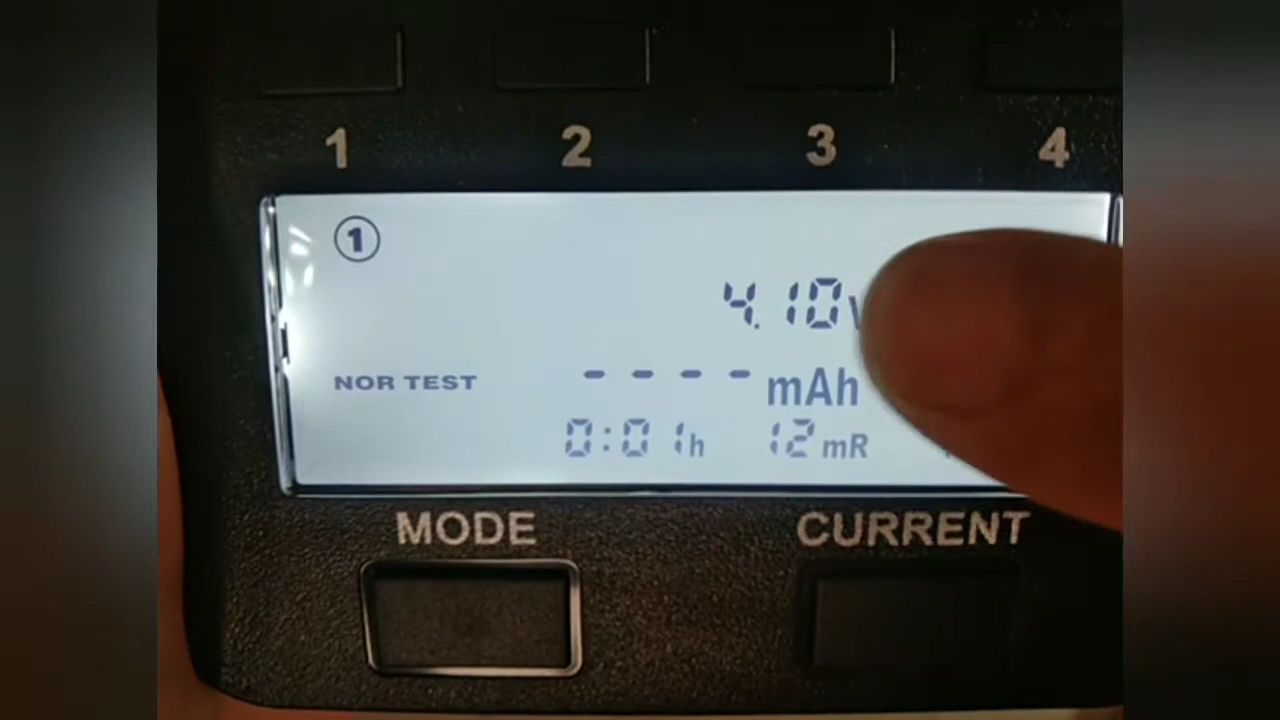 1 2 3 4
①
4.10V
NOR TEST - - - - mAh
0:01h 12mR
MODE CURRENT